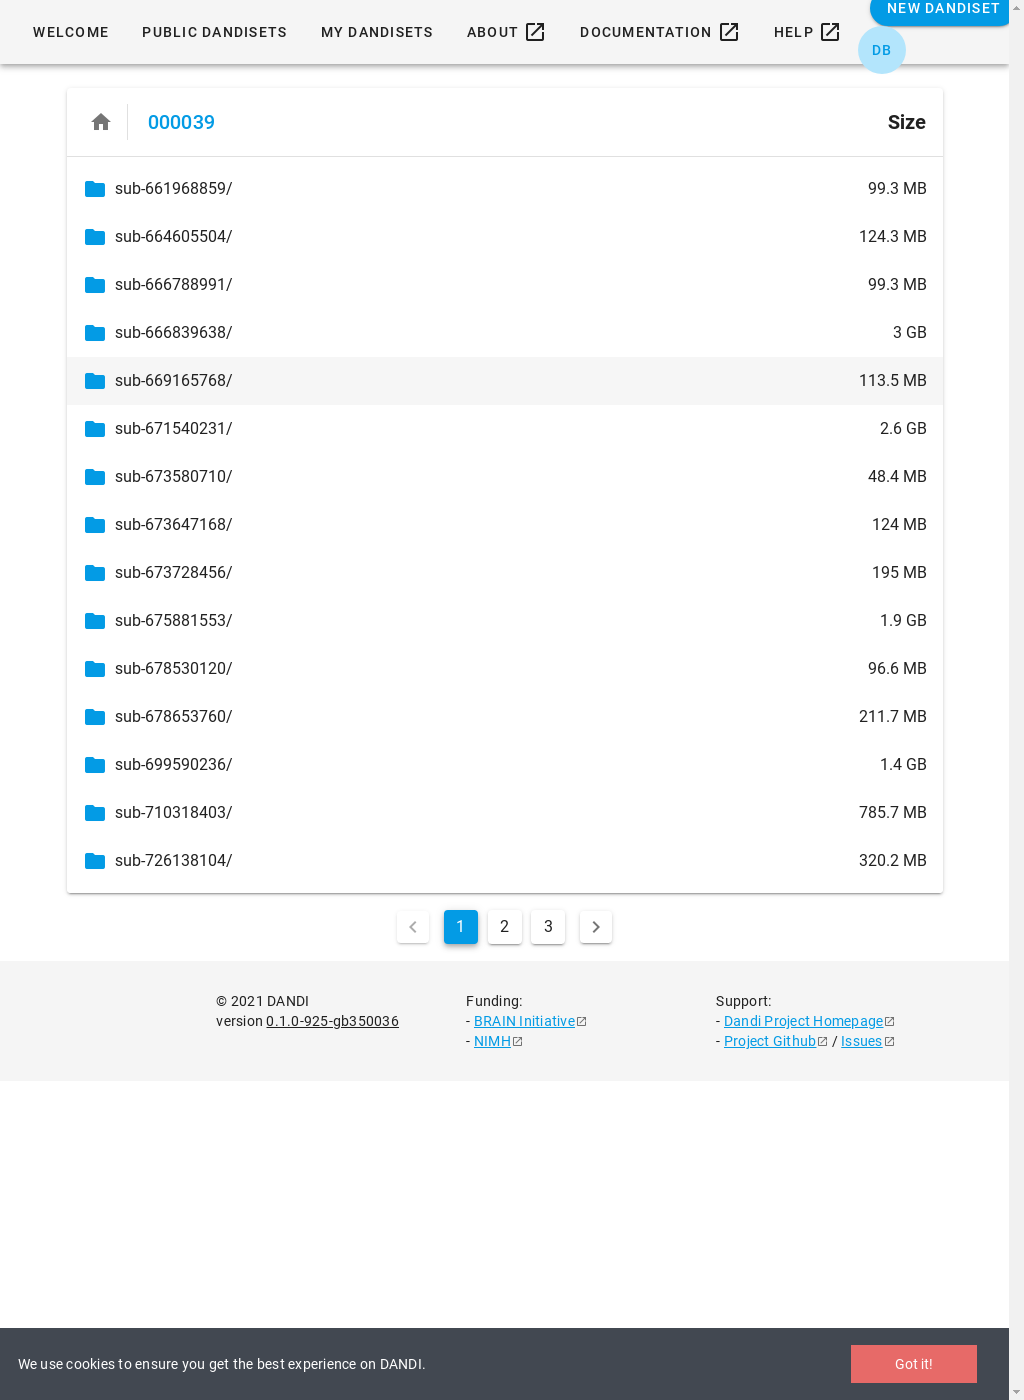 WELCOME PUBLIC DANDISETS MY DANDISETS ABOUT DOCUMENTATION HELP NEW DANDISET
DB
000039 Size
sub-661968859/ 99.3 MB
sub-664605504/ 124.3 MB
sub-666788991/ 99.3 MB
sub-666839638/ 3 GB
sub-669165768/ 113.5 MB
sub-671540231/ 2.6 GB
sub-673580710/ 48.4 MB
sub-673647168/ 124 MB
sub-673728456/ 195 MB
sub-675881553/ 1.9 GB
sub-678530120/ 96.6 MB
sub-678653760/ 211.7 MB
sub-699590236/ 1.4 GB
sub-710318403/ 785.7 MB
sub-726138104/ 320.2 MB
1 2 3
© 2021 DANDI
version 0.1.0-925-gb350036
Funding:
- BRAIN Initiative
- NIMH
Support:
- Dandi Project Homepage
- Project Github / Issues
We use cookies to ensure you get the best experience on DANDI. Got it!